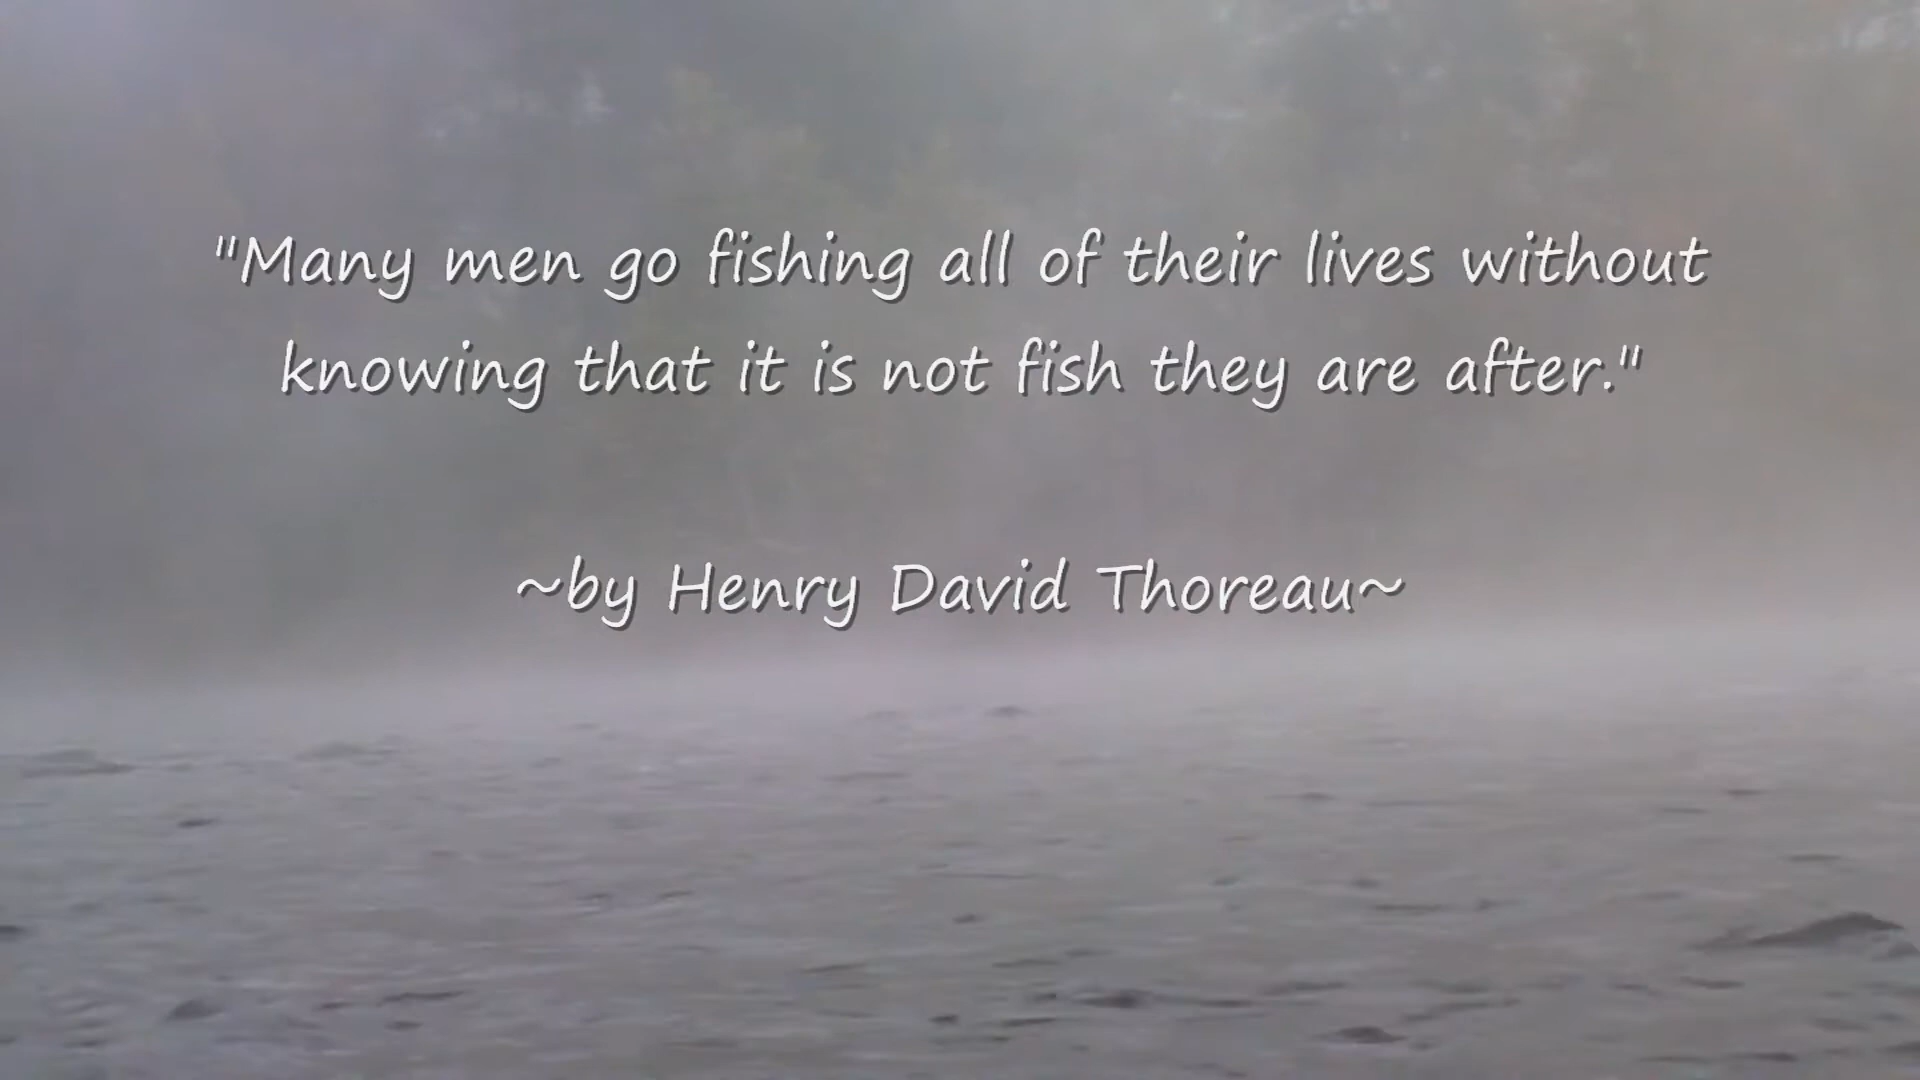 "Many men go fishing all of their lives without
knowing that it is not fish they are after."
~by Henry David Thoreau~